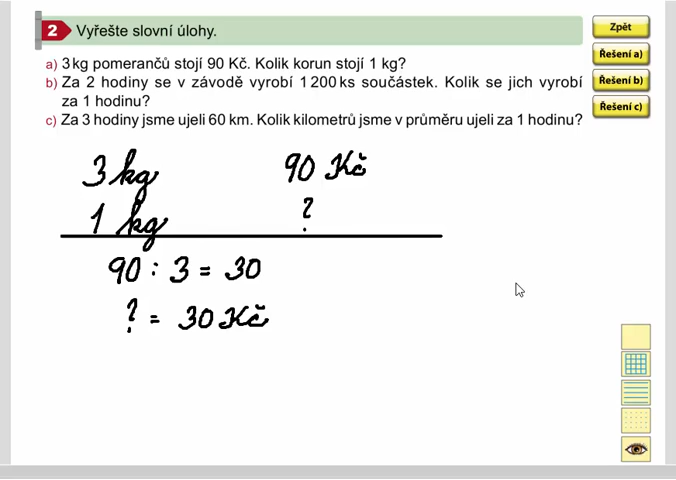 2 Vyřešte slovní úlohy.
a) 3 kg pomerančů stojí 90 Kč. Kolik korun stojí 1 kg?
b) Za 2 hodiny se v závodě vyrobí 1 200 ks součástek. Kolik se jich vyrobí
za 1 hodinu?
c) Za 3 hodiny jsme ujeli 60 km. Kolik kilometrů jsme v průměru ujeli za 1 hodinu?
Zpět
Řešení a)
Řešení b)
Řešení c)
3 kg 90 Kč
1 kg ?
90 : 3 = 30
? = 30 Kč